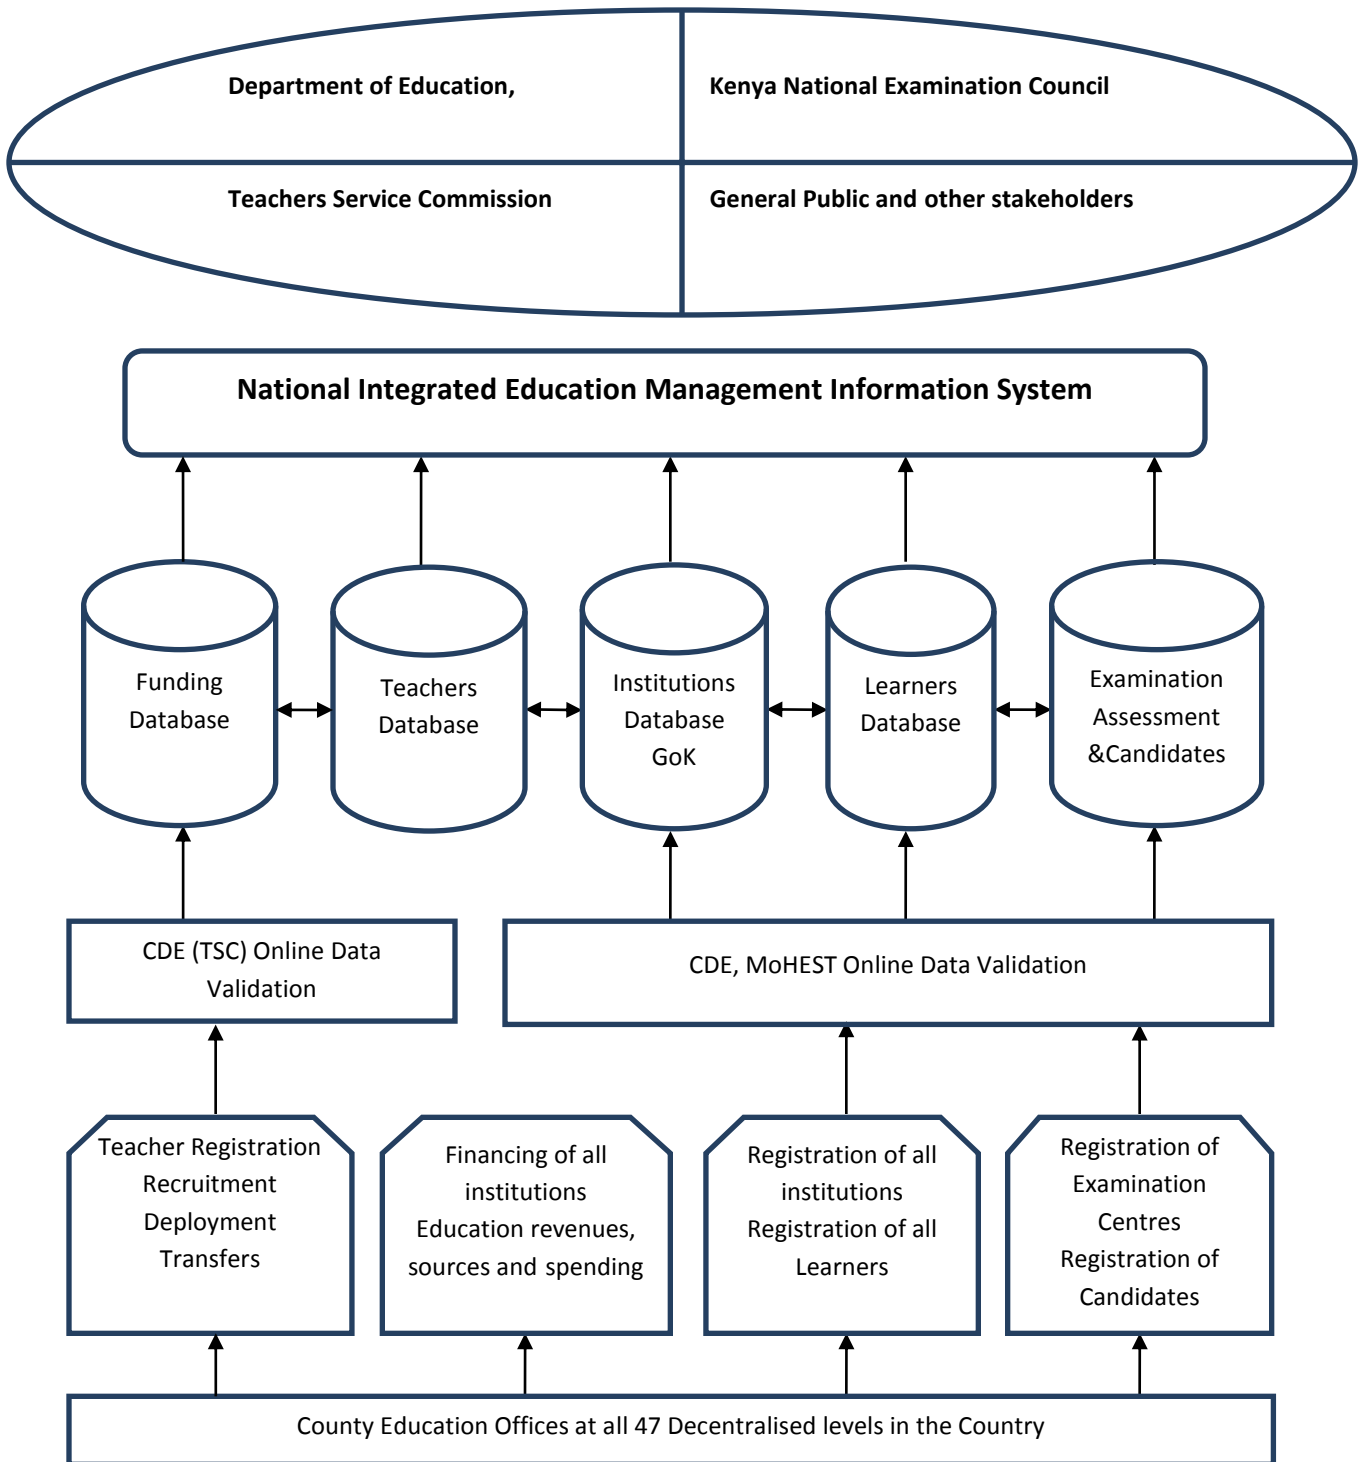 Department of Education,
Kenya National Examination Council
Teachers Service Commission
General Public and other stakeholders
National Integrated Education Management Information System
Funding
Database
Teachers
Database
Institutions
Database
GoK
Learners
Database
Examination
Assessment
&Candidates
CDE (TSC) Online Data
Validation
CDE, MoHEST Online Data Validation
Teacher Registration
Recruitment
Deployment
Transfers
Financing of all
institutions
Education revenues,
sources and spending
Registration of all
institutions
Registration of all
Learners
Registration of
Examination
Centres
Registration of
Candidates
County Education Offices at all 47 Decentralised levels in the Country